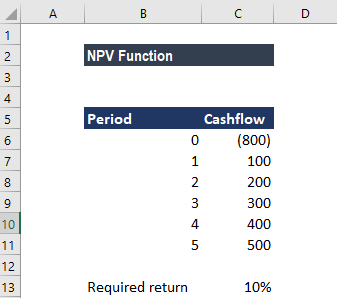 A B C D
1
2 NPV Function
3
4
5 Period Cashflow
6 0 (800)
7 1 100
8 2 200
9 3 300
10 4 400
11 5 500
12
13 Required return 10%